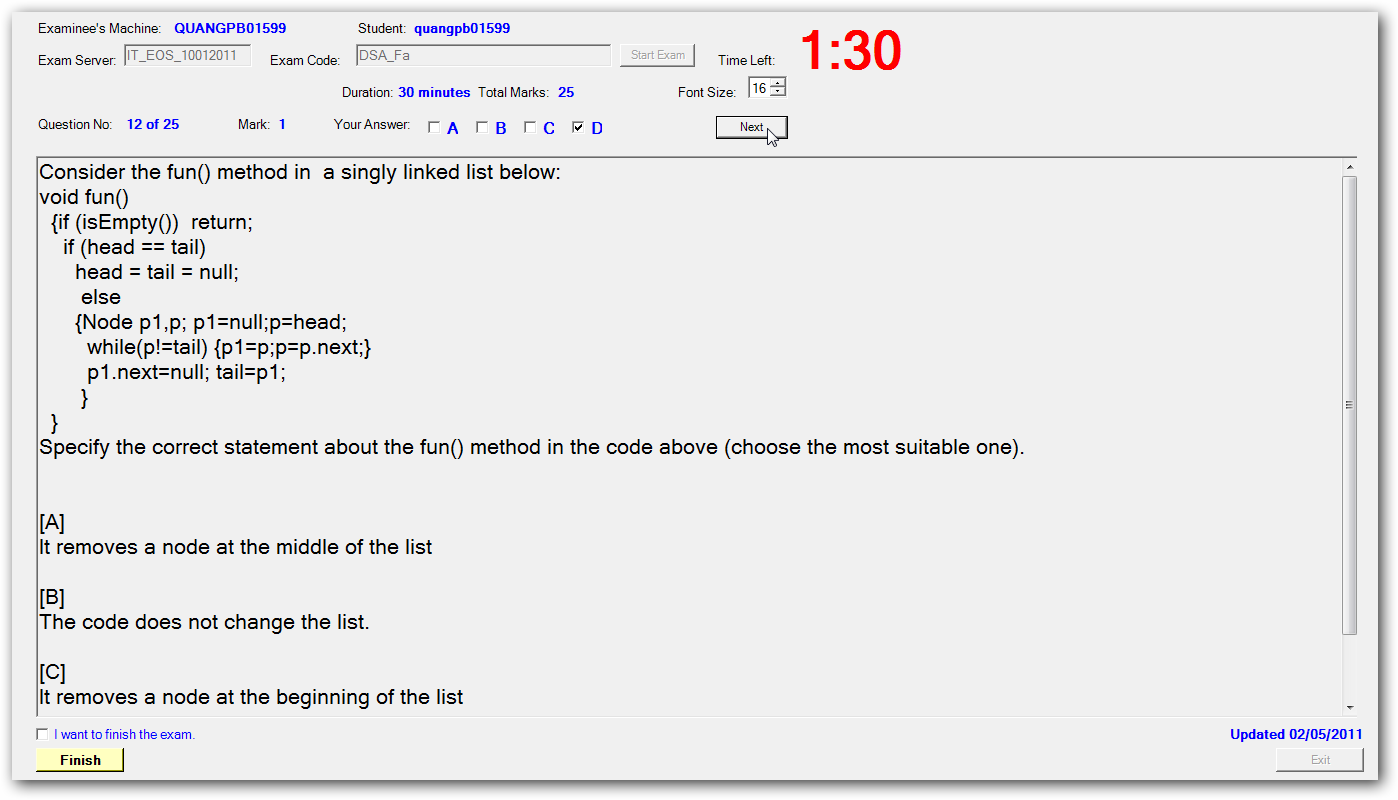 Examinee's Machine: QUANGPB01599 Student: quangpb01599
Exam Server: IT_EOS_10012011 Exam Code: DSA_Fa Start Exam Time Left: 1:30
Duration: 30 minutes Total Marks: 25 Font Size: 16
Question No: 12 of 25 Mark: 1 Your Answer: A B C D Next
Consider the fun() method in  a singly linked list below:
void fun()
{if (isEmpty())  return;
if (head == tail)
head = tail = null;
else
{Node p1,p; p1=null;p=head;
while(p!=tail) {p1=p;p=p.next;}
p1.next=null; tail=p1;
}
}
Specify the correct statement about the fun() method in the code above (choose the most suitable one).
[A]
It removes a node at the middle of the list
[B]
The code does not change the list.
[C]
It removes a node at the beginning of the list
I want to finish the exam. Updated 02/05/2011
Finish Exit